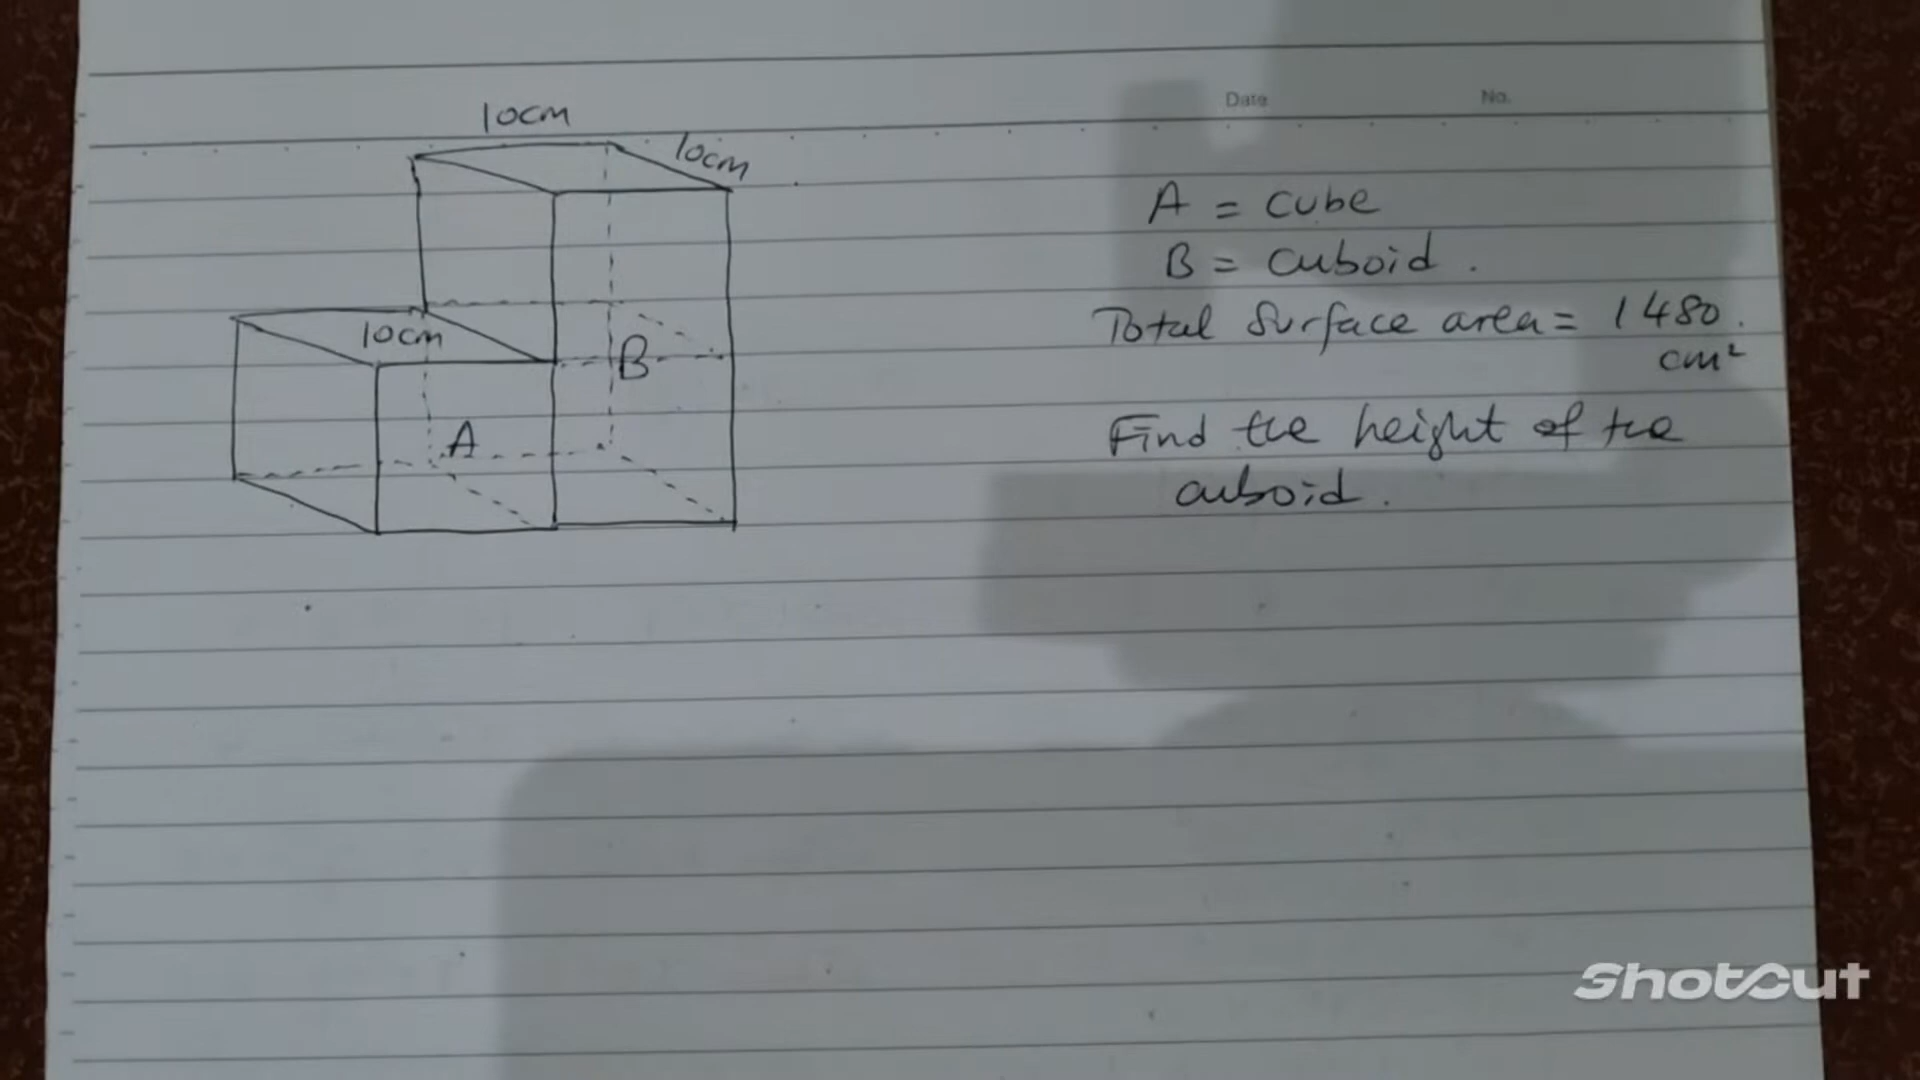 10cm
10cm
10cm
A
B
Date
No.
A = cube
B = cuboid.
Total Surface area = 1480.
cm²
Find the height of the
cuboid.
Shotcut